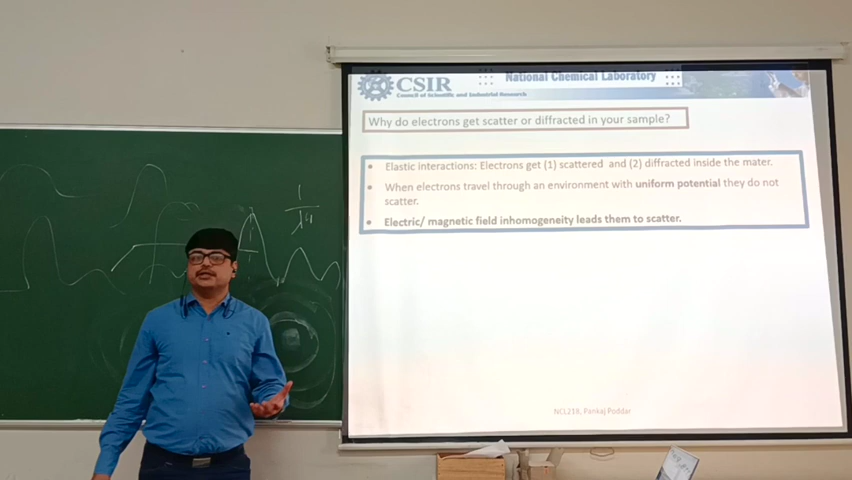 1
λ4
CSIR
Council of Scientific and Industrial Research
National Chemical Laboratory
Why do electrons get scatter or diffracted in your sample?
• Elastic interactions: Electrons get (1) scattered and (2) diffracted inside the mater.
• When electrons travel through an environment with uniform potential they do not
scatter.
• Electric/ magnetic field inhomogeneity leads them to scatter.
NCL218, Pankaj Poddar